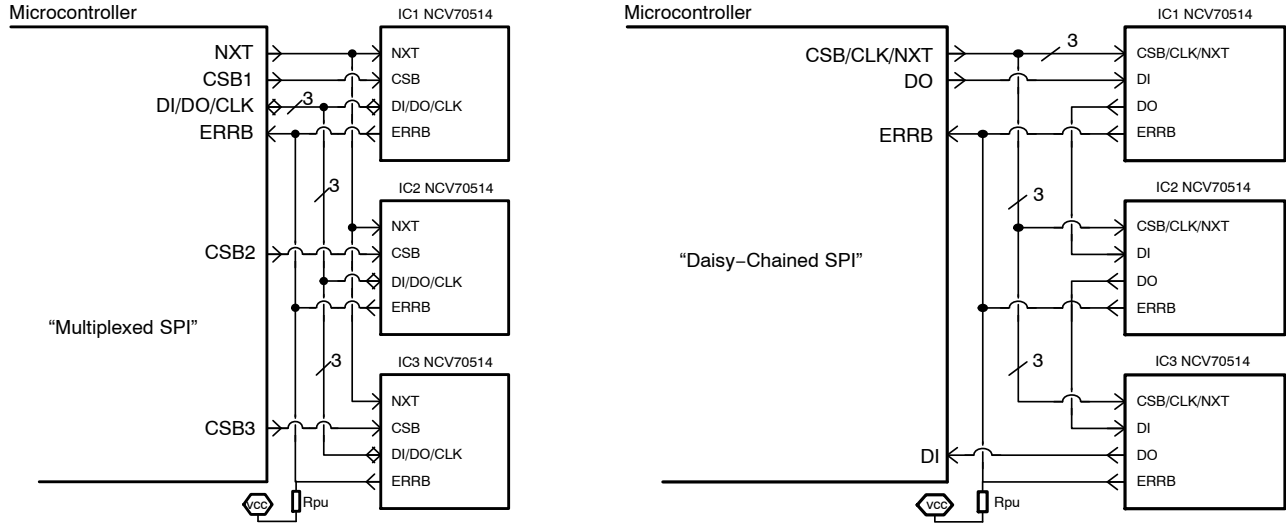 Microcontroller
IC1 NCV70514
NXT
NXT
CSB1
CSB
DI/DO/CLK
3
DI/DO/CLK
ERRB
ERRB
3
IC2 NCV70514
NXT
CSB2
CSB
DI/DO/CLK
ERRB
“Multiplexed SPI”
3
IC3 NCV70514
NXT
CSB3
CSB
DI/DO/CLK
ERRB
VCC
Rpu
Microcontroller
IC1 NCV70514
CSB/CLK/NXT
3
CSB/CLK/NXT
DO
DI
DO
ERRB
ERRB
3
IC2 NCV70514
CSB/CLK/NXT
“Daisy−Chained SPI”
DI
DO
ERRB
3
IC3 NCV70514
CSB/CLK/NXT
DI
DI
DO
ERRB
VCC
Rpu